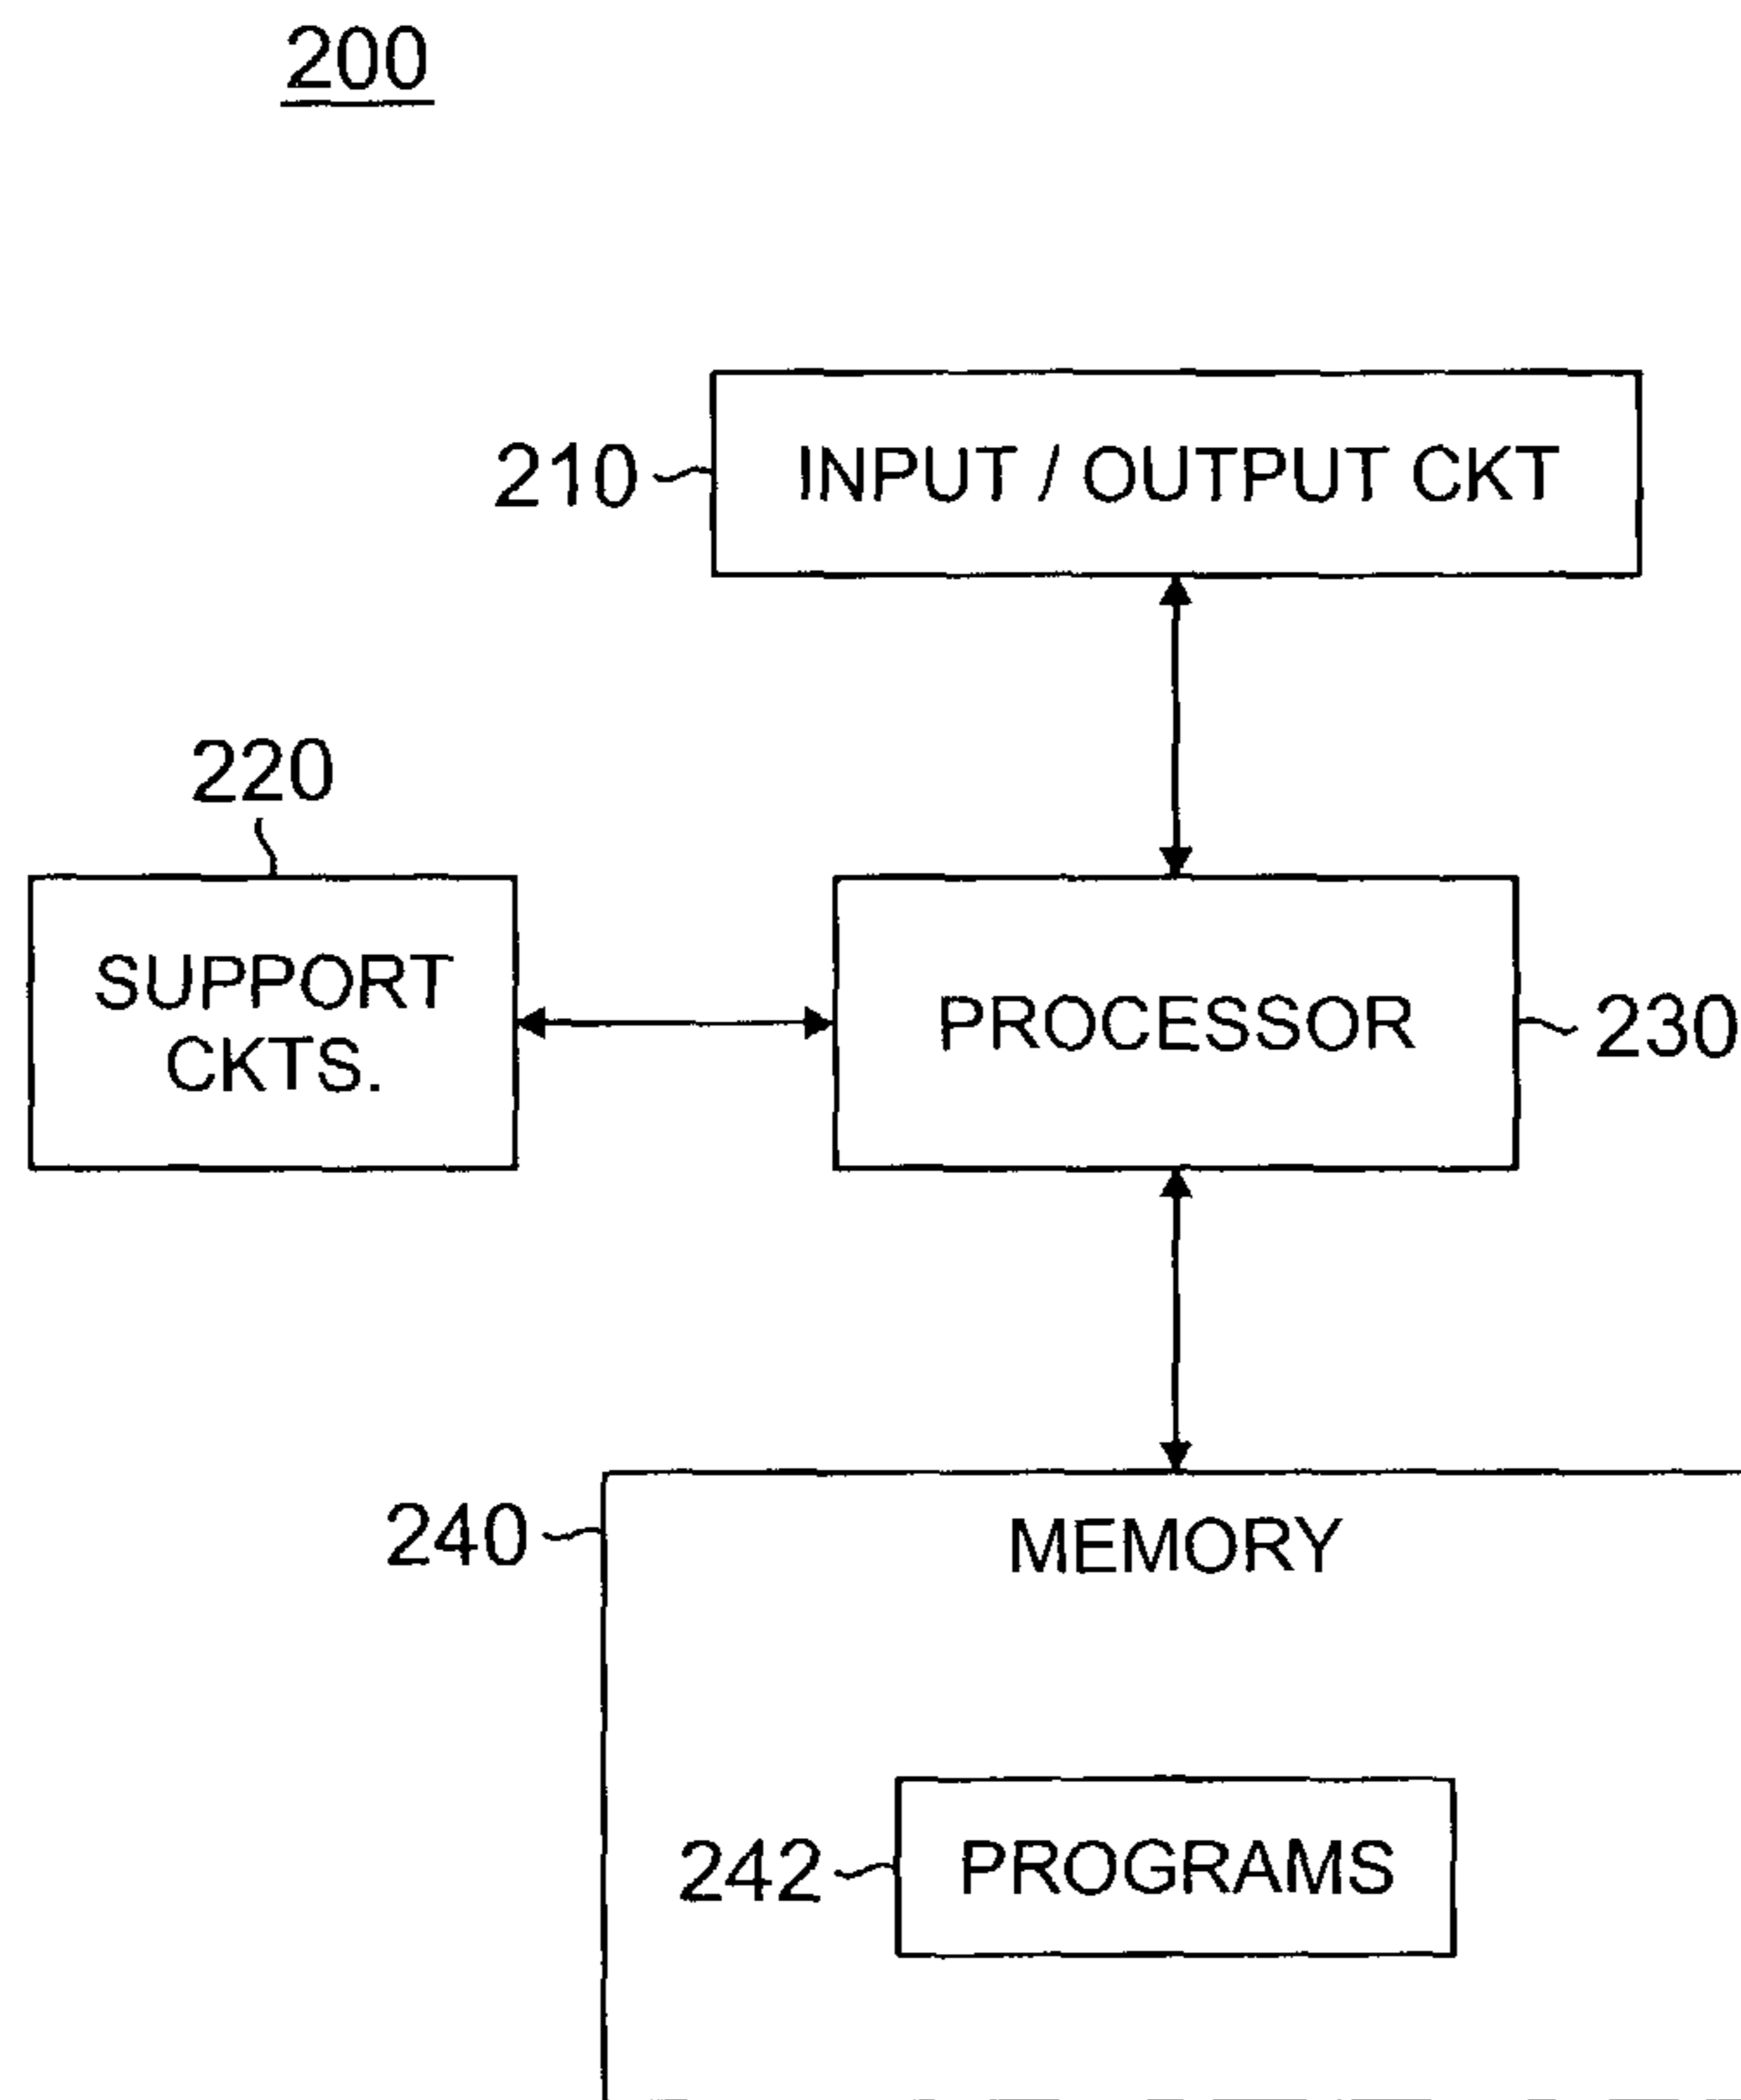 200
210
INPUT / OUTPUT CKT
220
SUPPORT
CKTS.
PROCESSOR
230
240
MEMORY
242
PROGRAMS